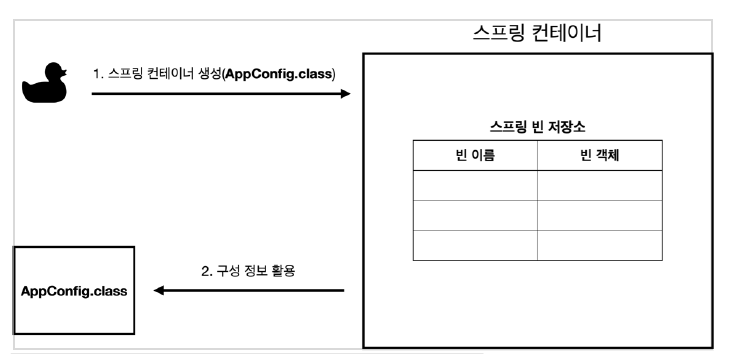 스프링 컨테이너
1. 스프링 컨테이너 생성(AppConfig.class)
스프링 빈 저장소
빈 이름 빈 객체
2. 구성 정보 활용
AppConfig.class